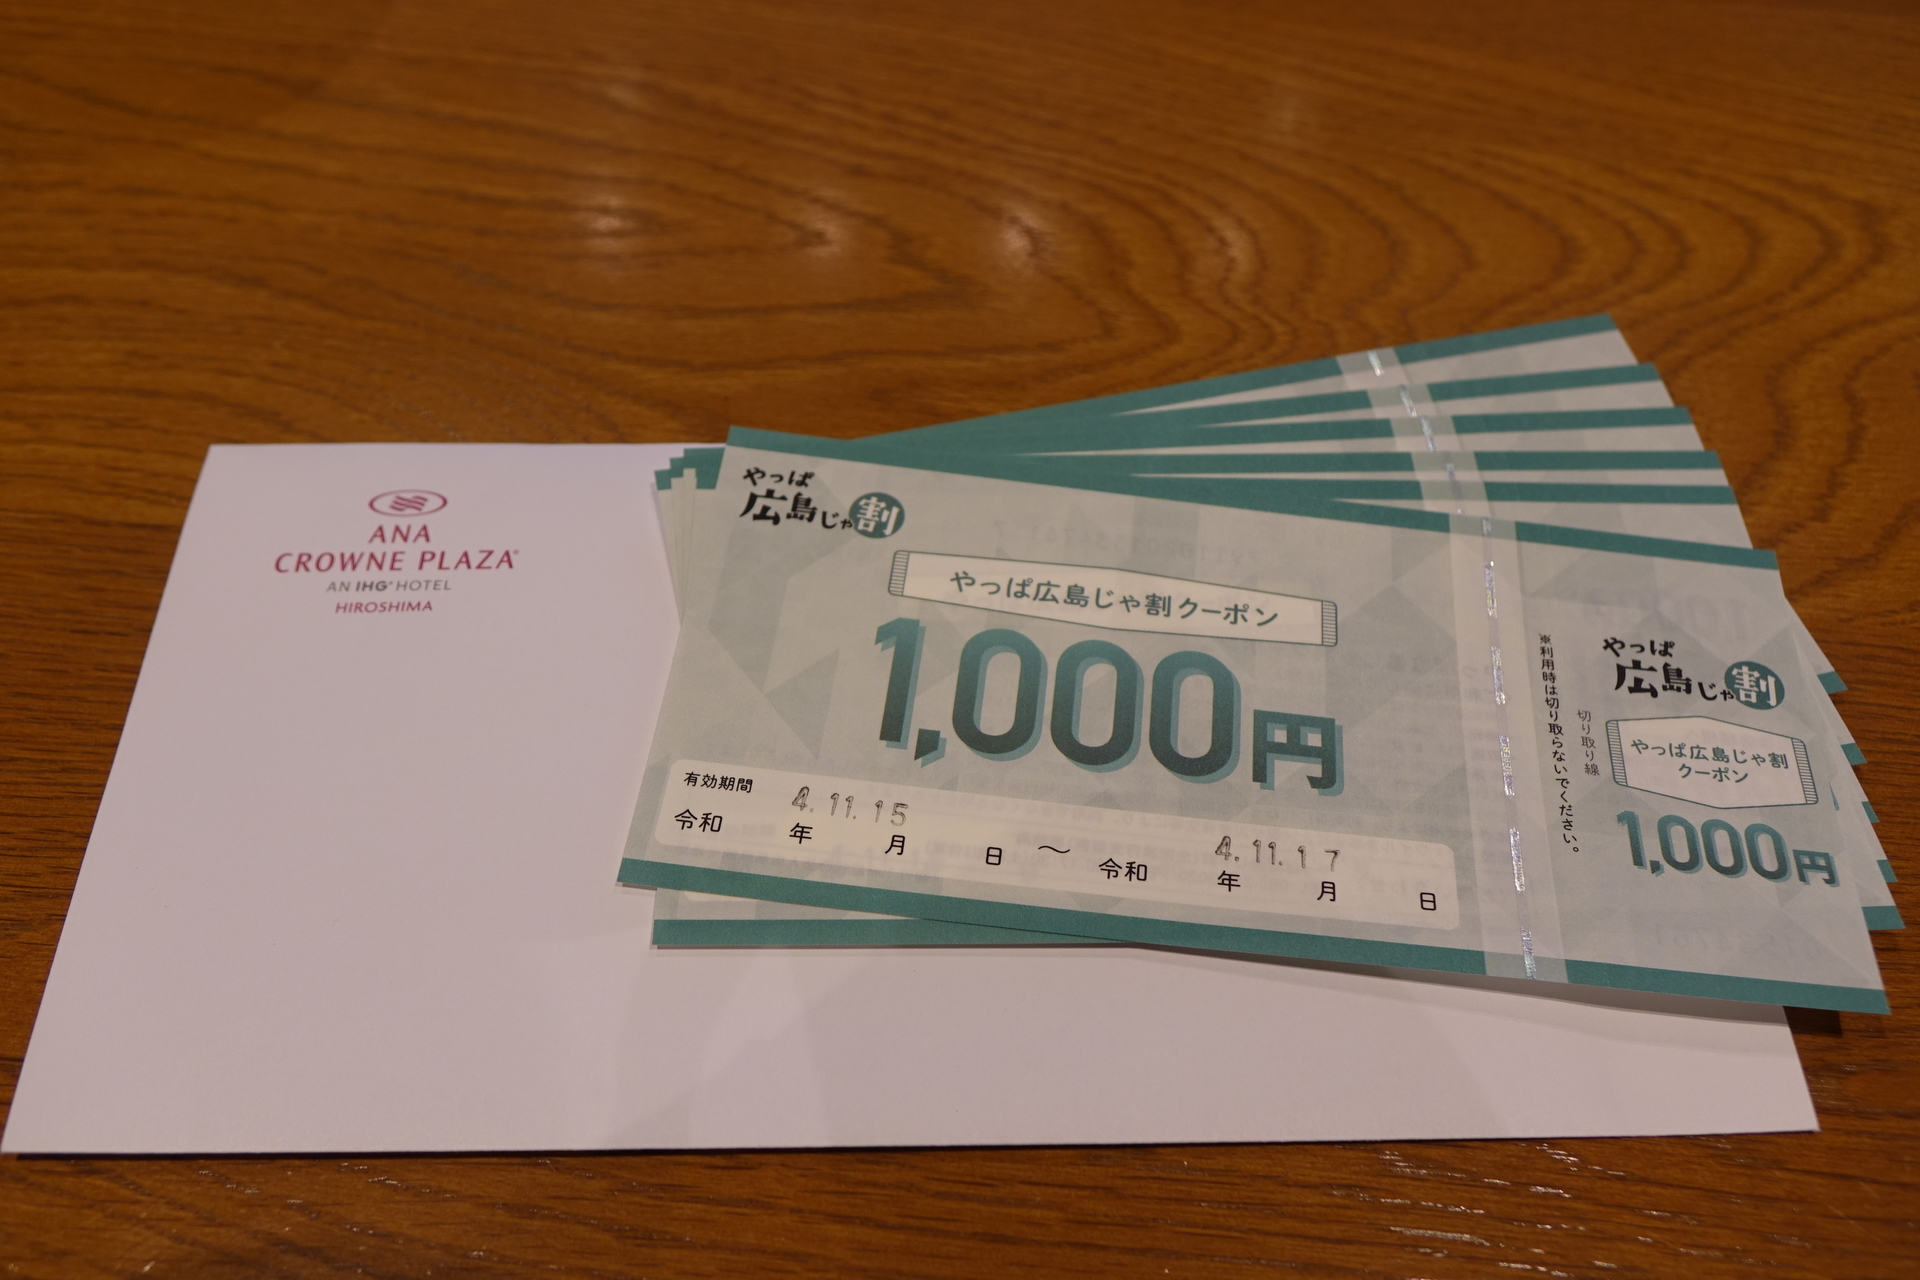 ANA
CROWNE PLAZA®
AN IHG® HOTEL
HIROSHIMA
やっぱ
広島じゃ割
やっぱ広島じゃ割クーポン
1,000円
有効期間
4. 11. 15
4. 11. 17
令和 年 月 日 ～ 令和 年 月 日
※利用時は切り取らないでください。
切り取り線
やっぱ
広島じゃ割
やっぱ広島じゃ割
クーポン
1,000円